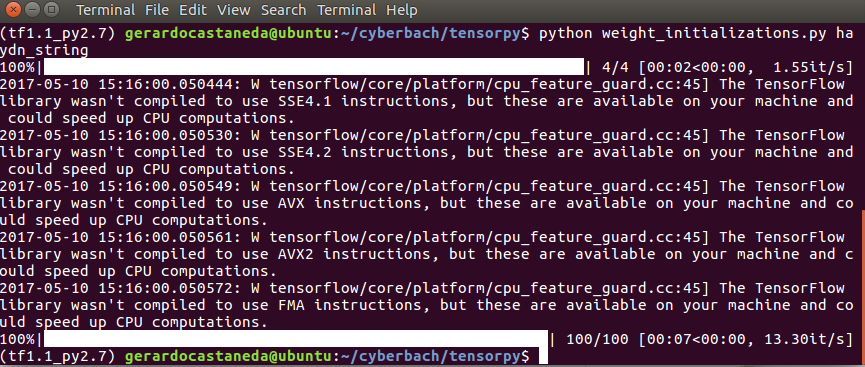 Terminal File Edit View Search Terminal Help
(tf1.1_py2.7) gerardocastaneda@ubuntu:~/cyberbach/tensorpy$ python weight_initializations.py ha
ydn_string
100%| | 4/4 [00:02<00:00, 1.55it/s]
2017-05-10 15:16:00.050444: W tensorflow/core/platform/cpu_feature_guard.cc:45] The TensorFlow
library wasn't compiled to use SSE4.1 instructions, but these are available on your machine and
could speed up CPU computations.
2017-05-10 15:16:00.050530: W tensorflow/core/platform/cpu_feature_guard.cc:45] The TensorFlow
library wasn't compiled to use SSE4.2 instructions, but these are available on your machine and
could speed up CPU computations.
2017-05-10 15:16:00.050549: W tensorflow/core/platform/cpu_feature_guard.cc:45] The TensorFlow
library wasn't compiled to use AVX instructions, but these are available on your machine and co
uld speed up CPU computations.
2017-05-10 15:16:00.050561: W tensorflow/core/platform/cpu_feature_guard.cc:45] The TensorFlow
library wasn't compiled to use AVX2 instructions, but these are available on your machine and c
ould speed up CPU computations.
2017-05-10 15:16:00.050572: W tensorflow/core/platform/cpu_feature_guard.cc:45] The TensorFlow
library wasn't compiled to use FMA instructions, but these are available on your machine and co
uld speed up CPU computations.
100%| | 100/100 [00:07<00:00, 13.30it/s]
(tf1.1_py2.7) gerardocastaneda@ubuntu:~/cyberbach/tensorpy$